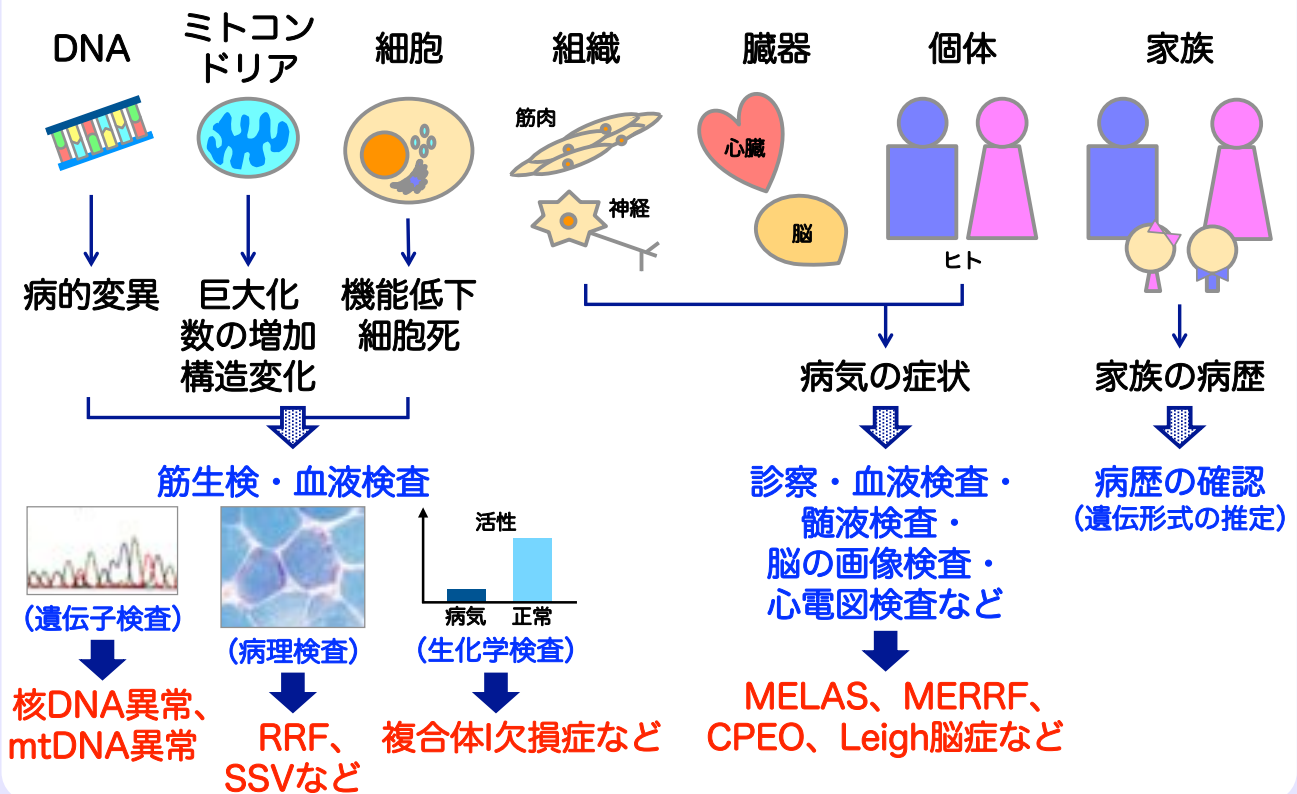 DNA
ミトコン
ドリア
細胞
組織
臓器
個体
家族
筋肉
神経
心臓
脳
ヒト
病的変異
巨大化
数の増加
構造変化
機能低下
細胞死
病気の症状
家族の病歴
筋生検・血液検査
活性
病気
正常
（遺伝子検査）
（病理検査）
（生化学検査）
診察・血液検査・
髄液検査・
脳の画像検査・
心電図検査など
病歴の確認
（遺伝形式の推定）
核DNA異常、
mtDNA異常
RRF、
SSVなど
複合体I欠損症など
MELAS、MERRF、
CPEO、Leigh脳症など